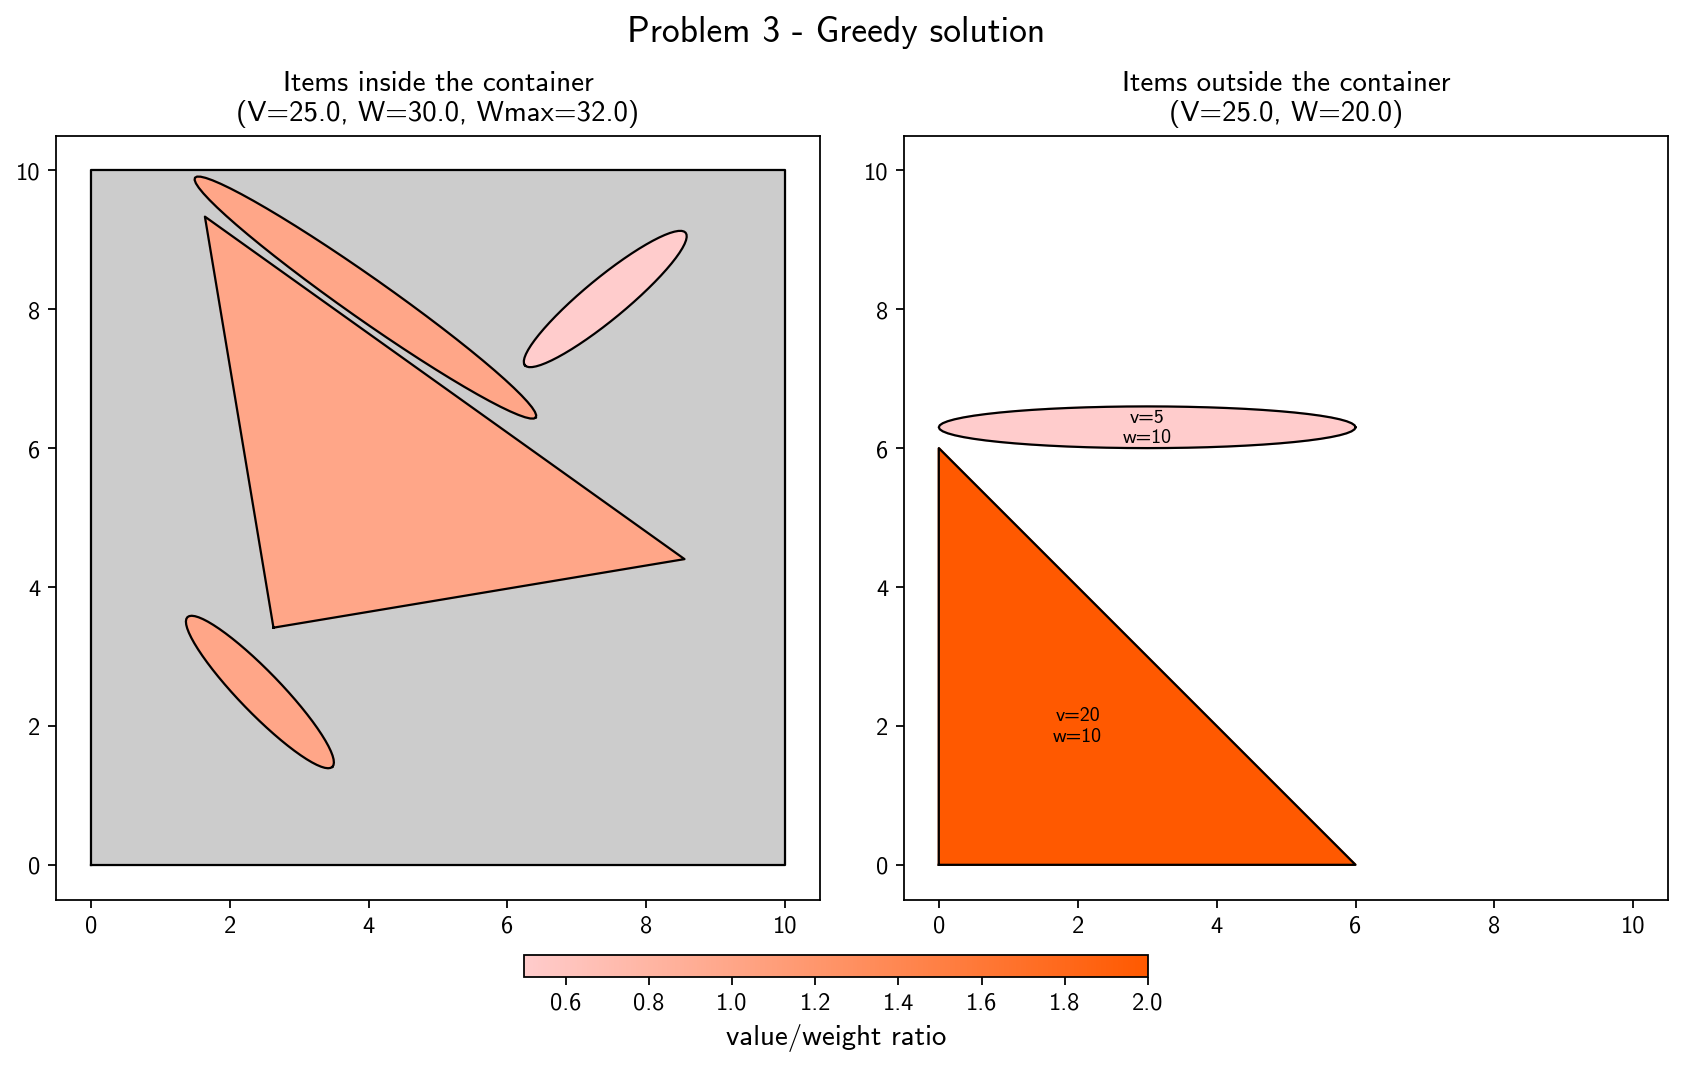 Problem 3 - Greedy solution
Items inside the container
(V=25.0, W=30.0, Wmax=32.0)
10
8
6
4
2
0
0 2 4 6 8 10
Items outside the container
(V=25.0, W=20.0)
10
8
6
4
2
0
v=5
w=10
v=20
w=10
0 2 4 6 8 10
0.6 0.8 1.0 1.2 1.4 1.6 1.8 2.0
value/weight ratio